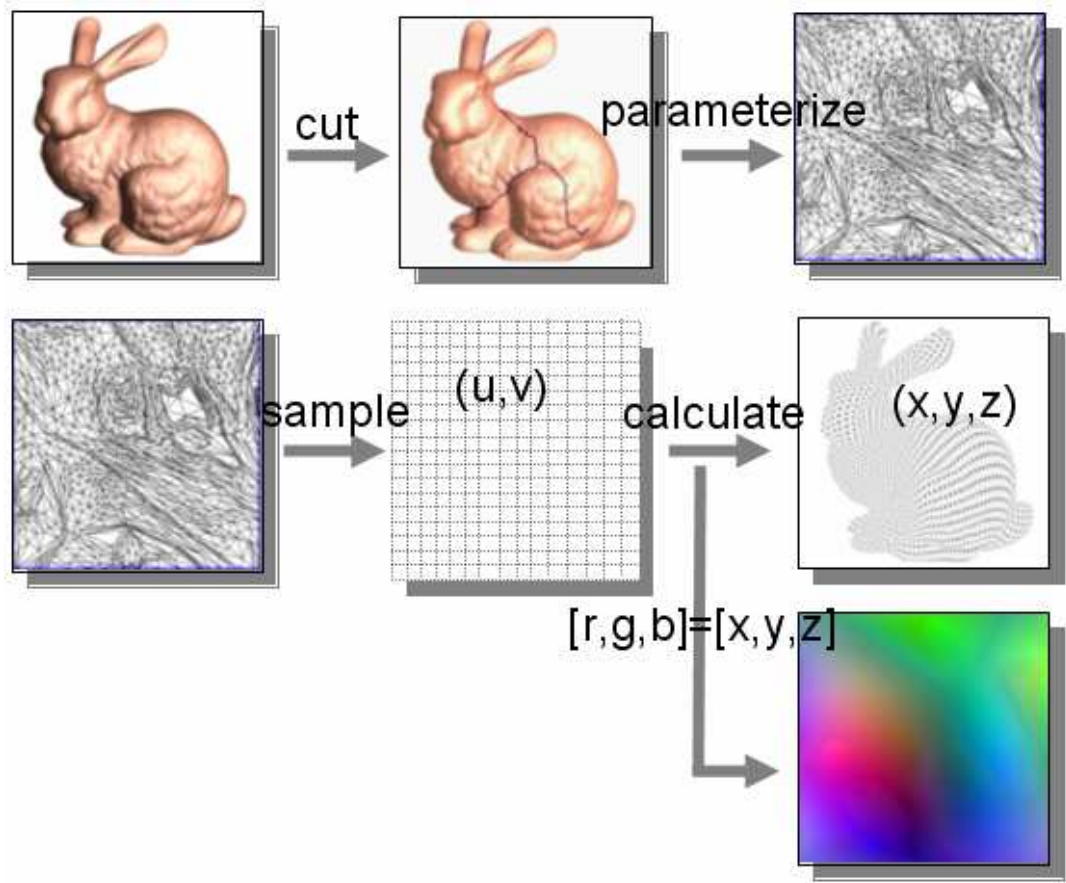 cut
parameterize
sample
(u,v)
calculate
(x,y,z)
[r,g,b]=[x,y,z]